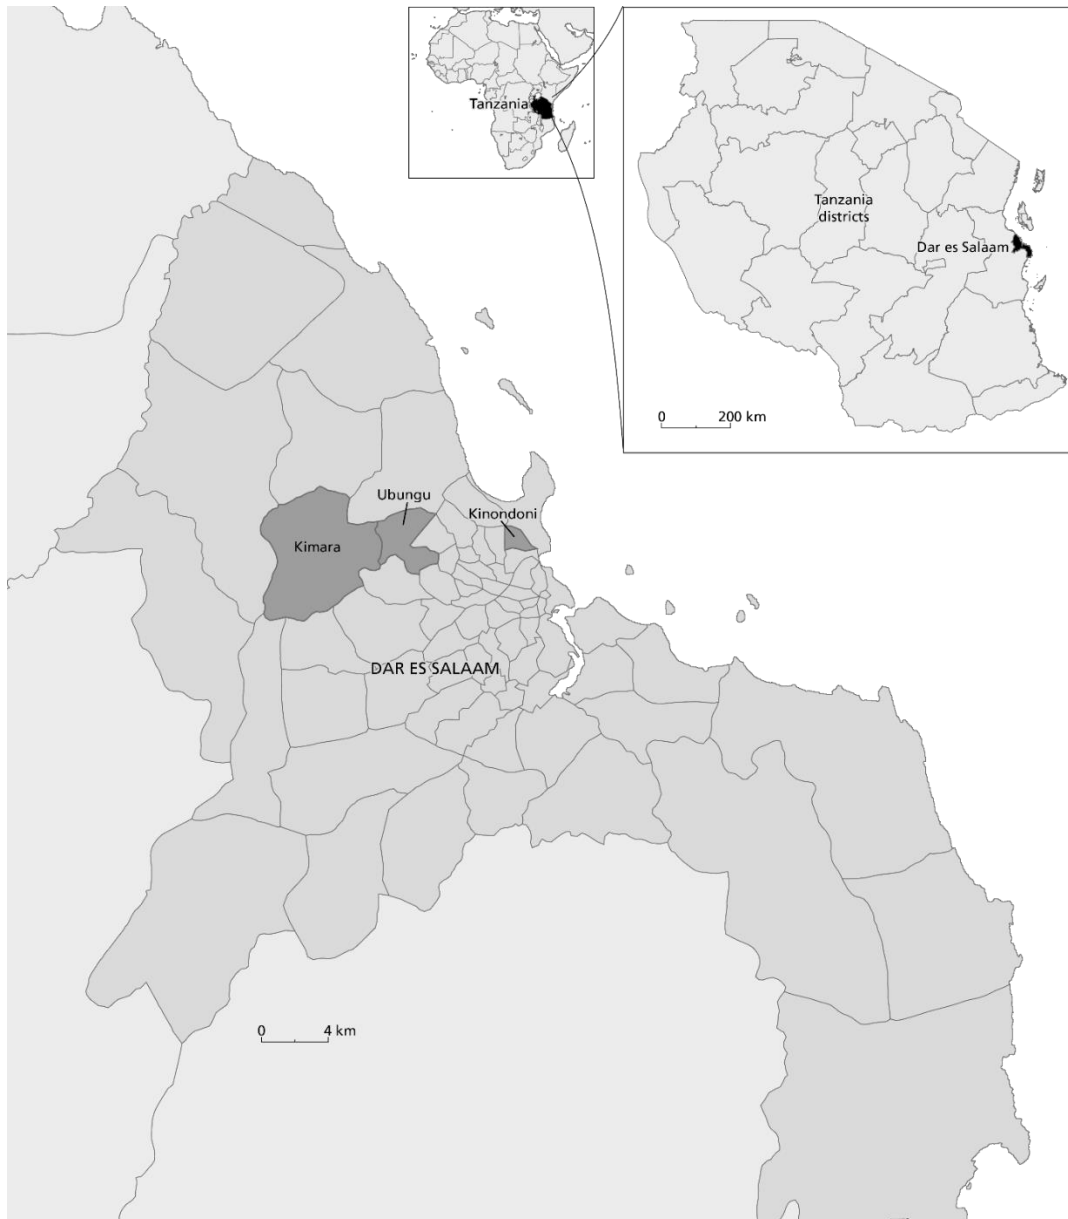 Tanzania
Tanzania
districts
Dar es Salaam
0 200 km
Ubungu
Kinondoni
Kimara
DAR ES SALAAM
0 4 km